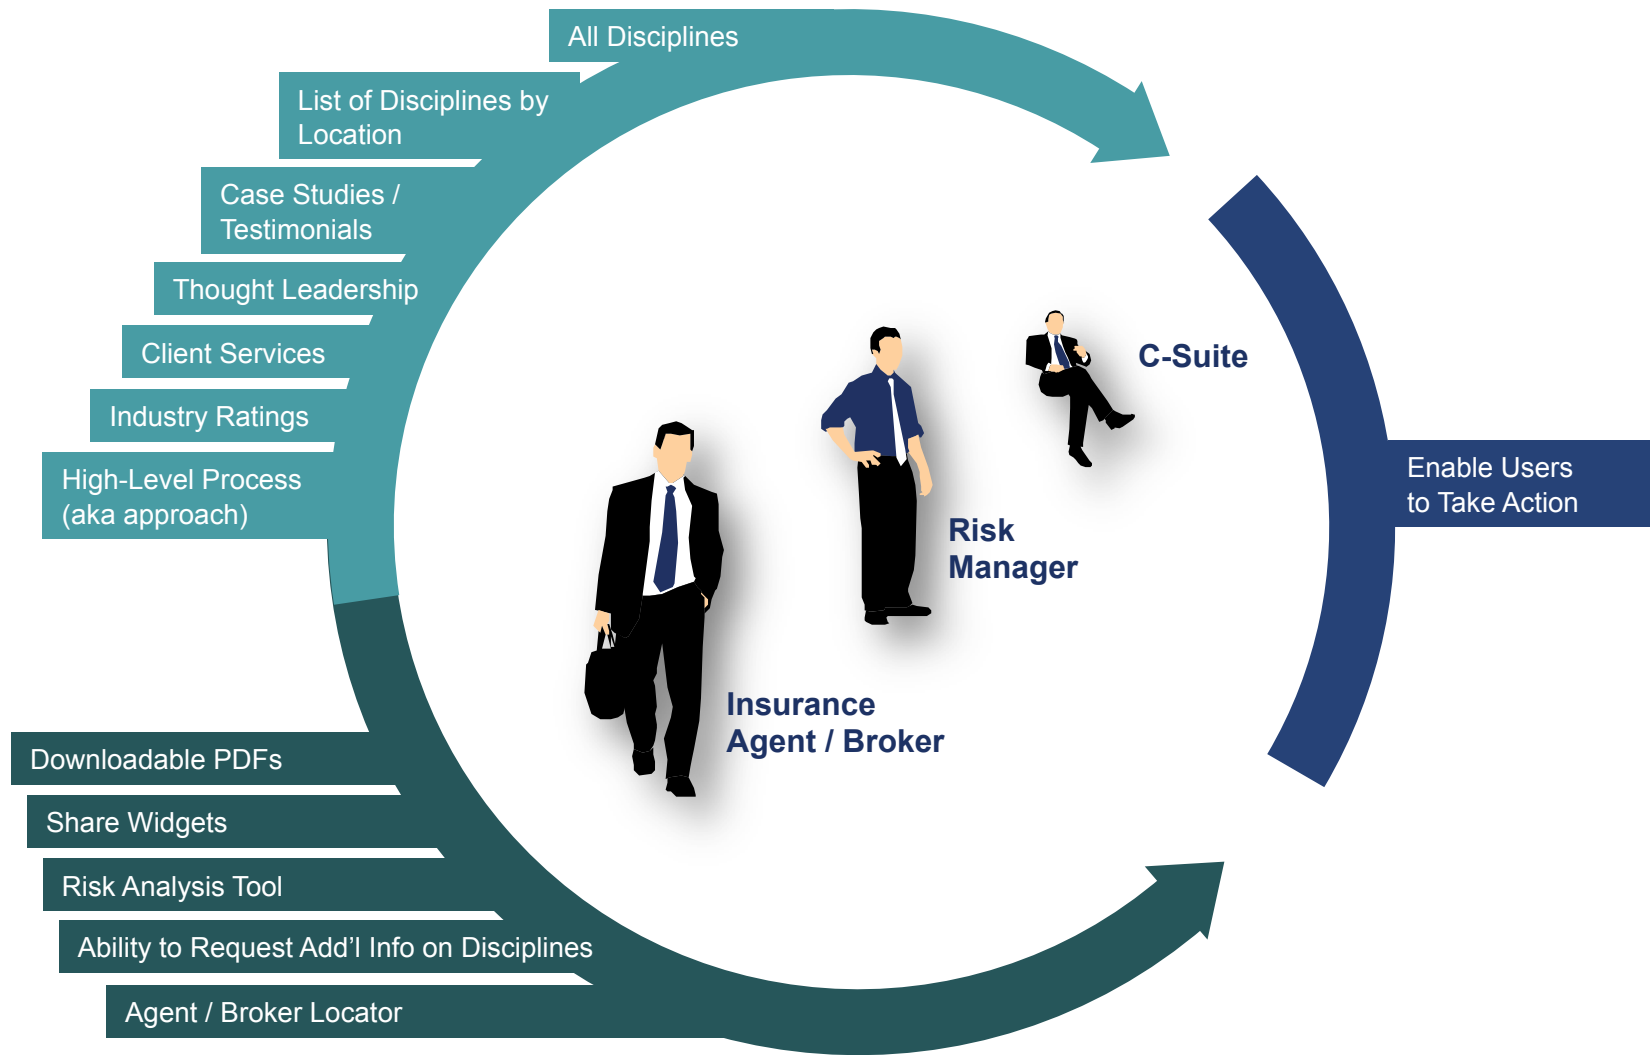 All Disciplines
List of Disciplines by
Location
Case Studies /
Testimonials
Thought Leadership
Client Services
Industry Ratings
High-Level Process
(aka approach)
Downloadable PDFs
Share Widgets
Risk Analysis Tool
Ability to Request Add’l Info on Disciplines
Agent / Broker Locator
Insurance
Agent / Broker
Risk
Manager
C-Suite
Enable Users
to Take Action